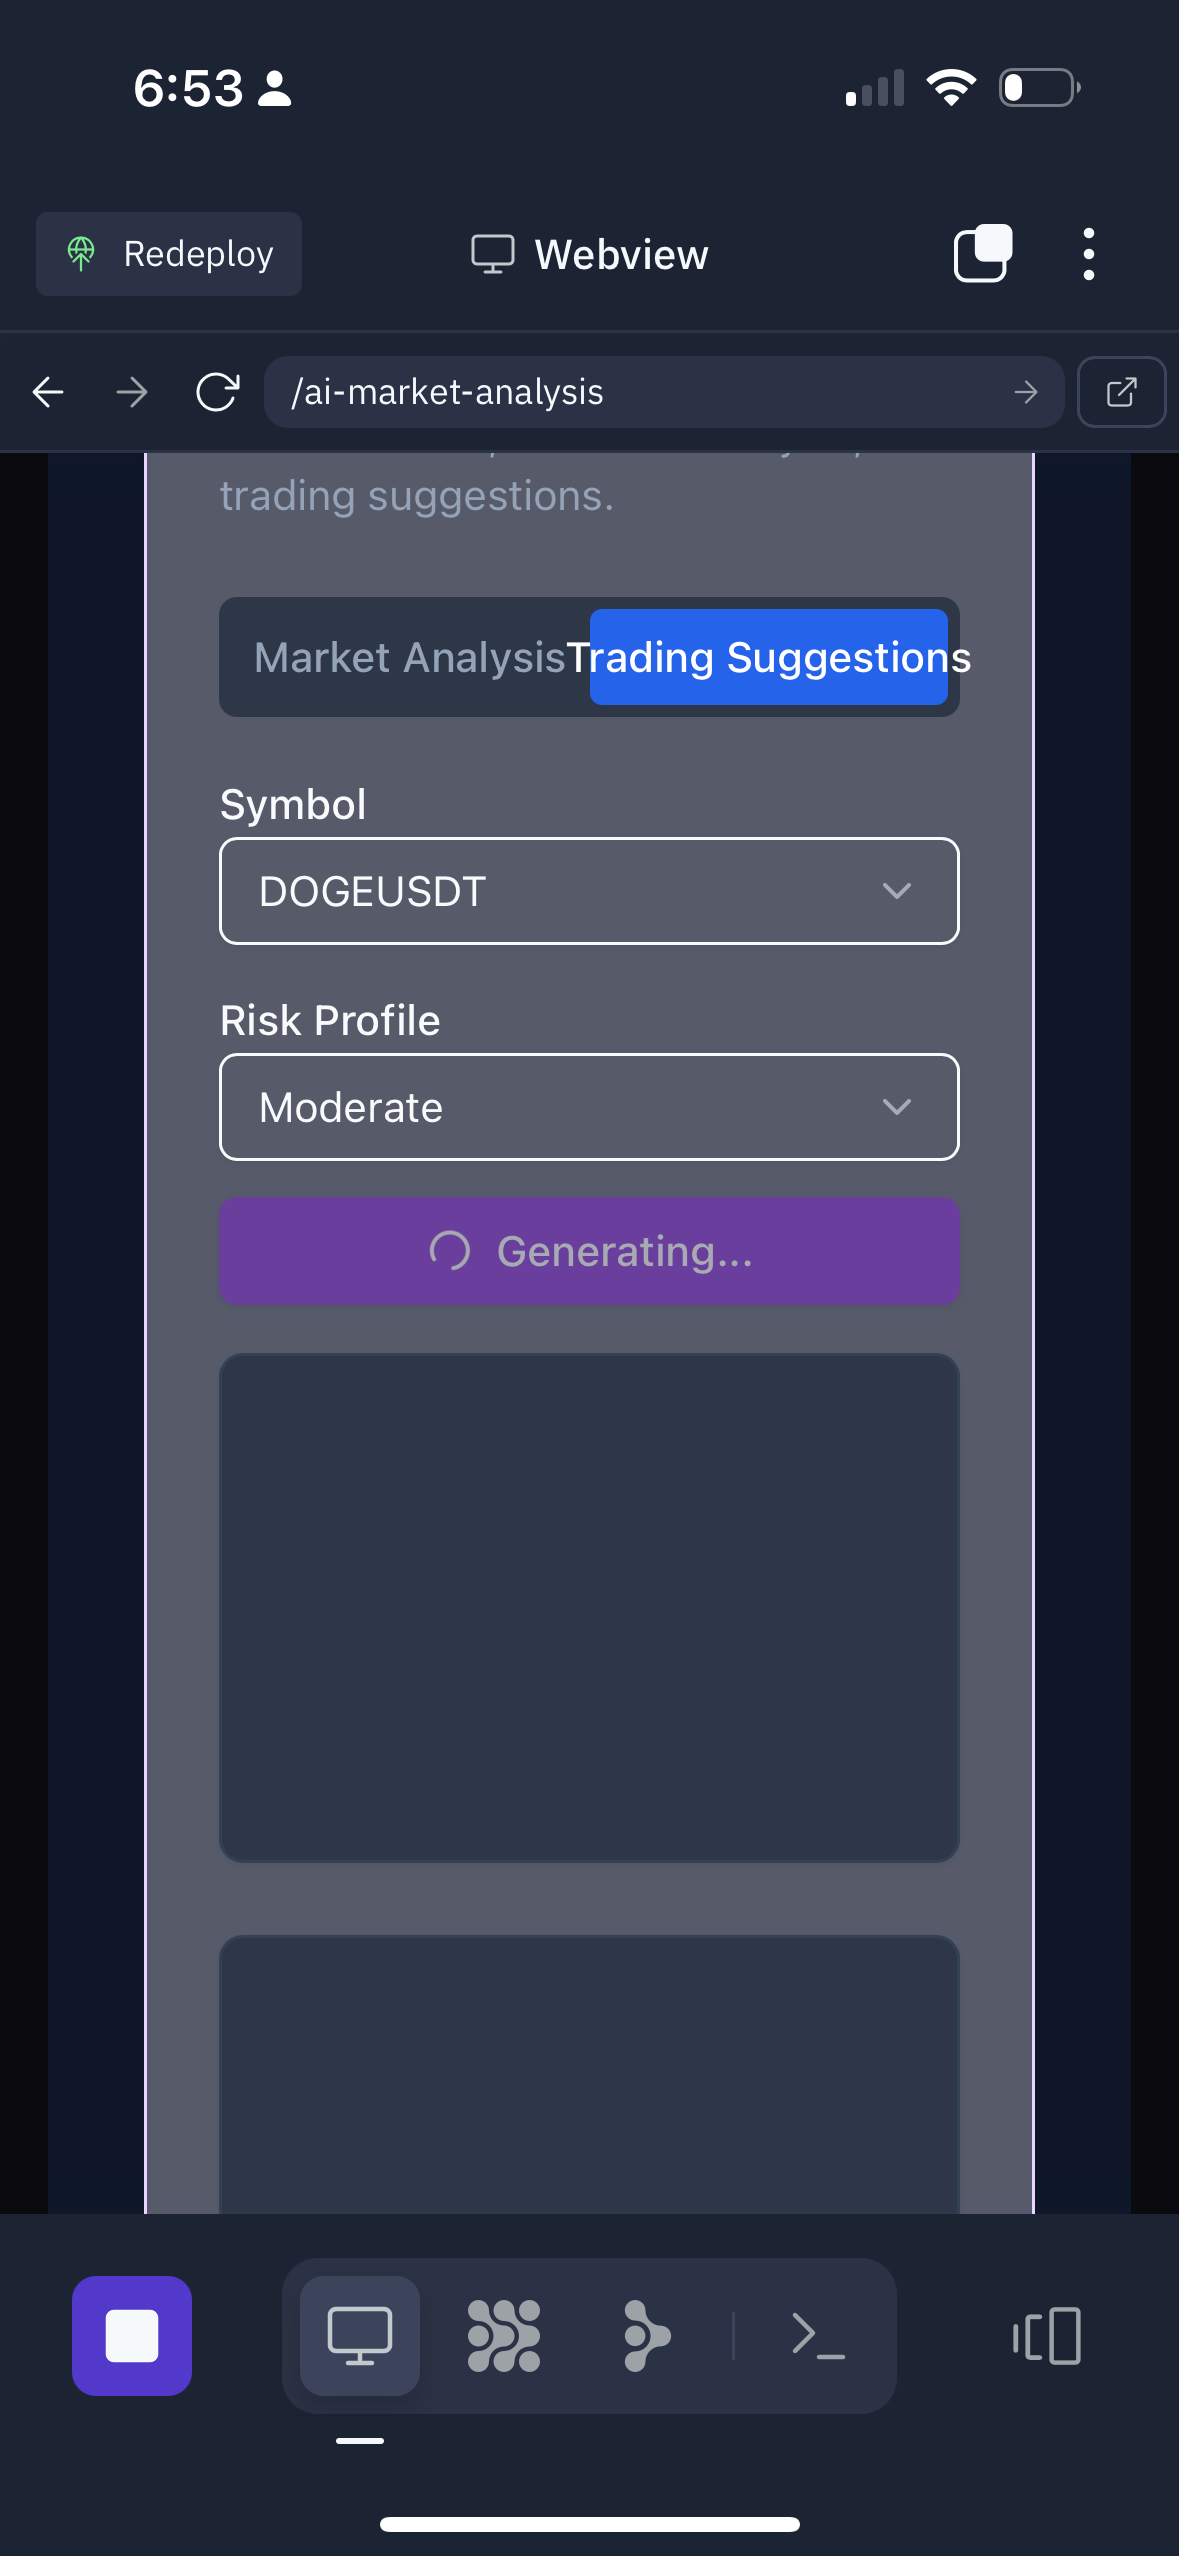 6:53
Redeploy
Webview
/ai-market-analysis
trading suggestions.
Market Analysis
Trading Suggestions
Symbol
DOGEUSDT
Risk Profile
Moderate
Generating...